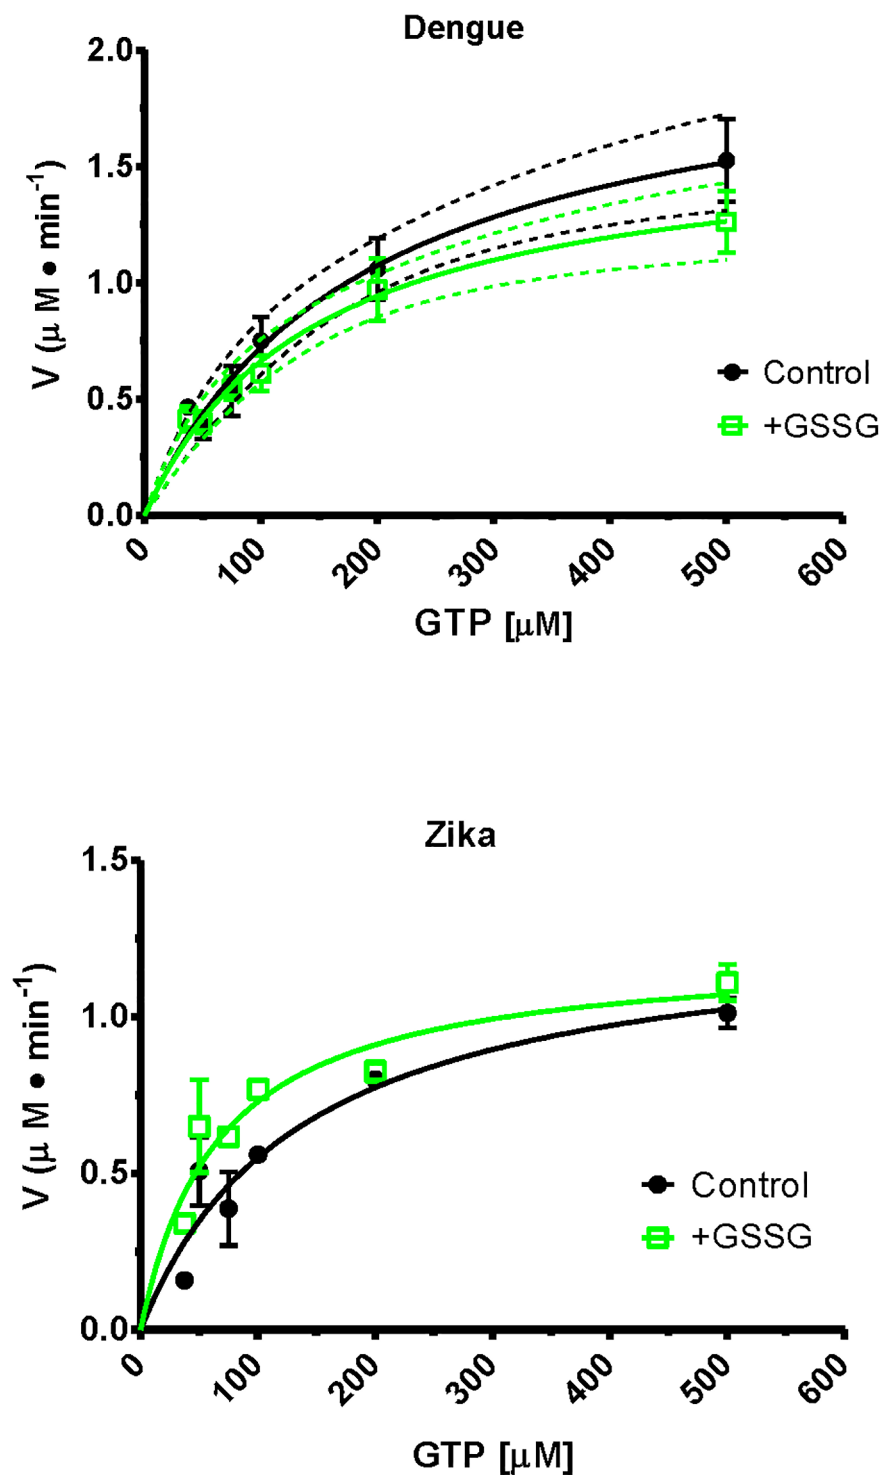 Dengue
2.0
1.5
1.0
0.5
0.0
V (μ M • min⁻¹)
0 100 200 300 400 500 600
GTP [μM]
Control
+GSSG
Zika
1.5
1.0
0.5
0.0
V (μ M • min⁻¹)
0 100 200 300 400 500 600
GTP [μM]
Control
+GSSG